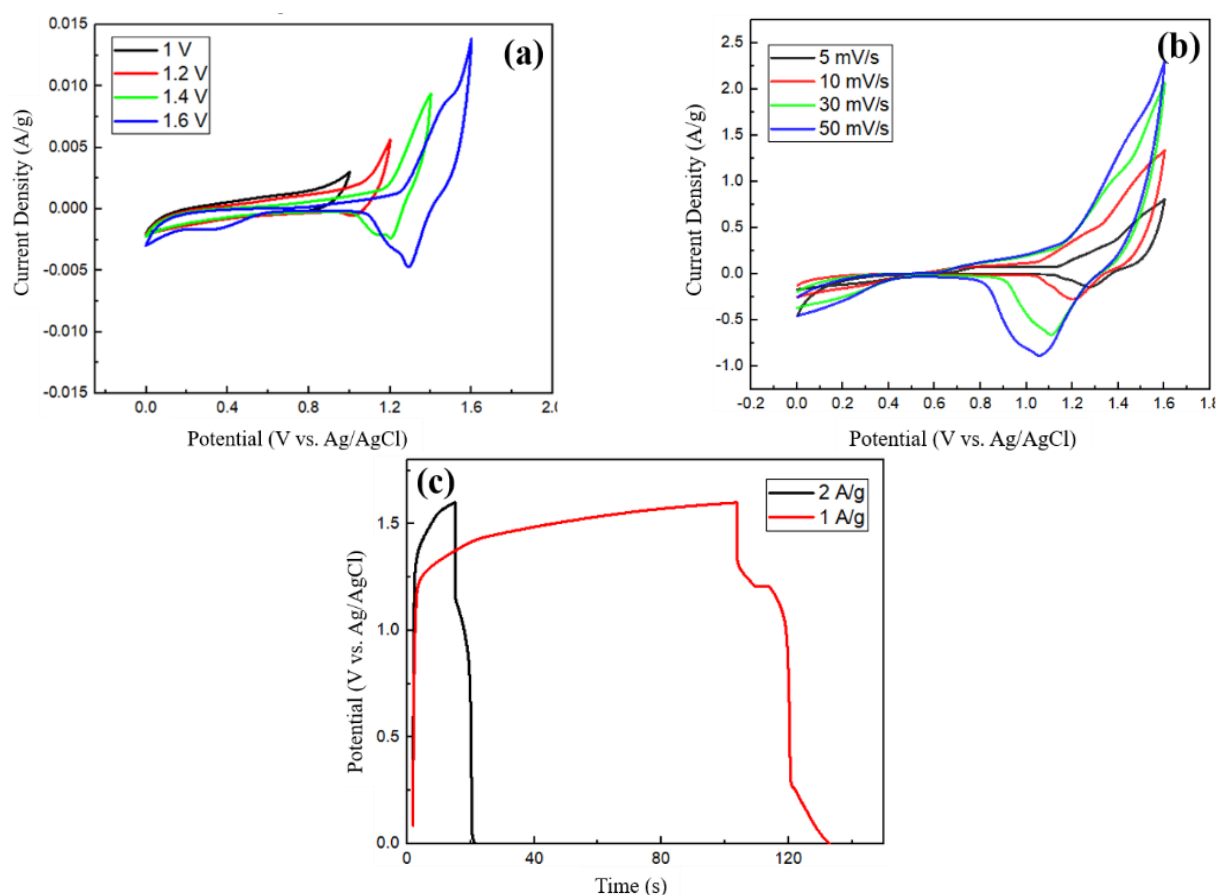 (a)
1 V
1.2 V
1.4 V
1.6 V
0.015
0.010
0.005
0.000
-0.005
-0.010
-0.015
Current Density (A/g)
0.0 0.4 0.8 1.2 1.6 2.0
Potential (V vs. Ag/AgCl)
(b)
5 mV/s
10 mV/s
30 mV/s
50 mV/s
2.5
2.0
1.5
1.0
0.5
0.0
-0.5
-1.0
Current Density (A/g)
-0.2 0.0 0.2 0.4 0.6 0.8 1.0 1.2 1.4 1.6 1.8
Potential (V vs. Ag/AgCl)
(c)
2 A/g
1 A/g
1.5
1.0
0.5
0.0
Potential (V vs. Ag/AgCl)
0 40 80 120
Time (s)